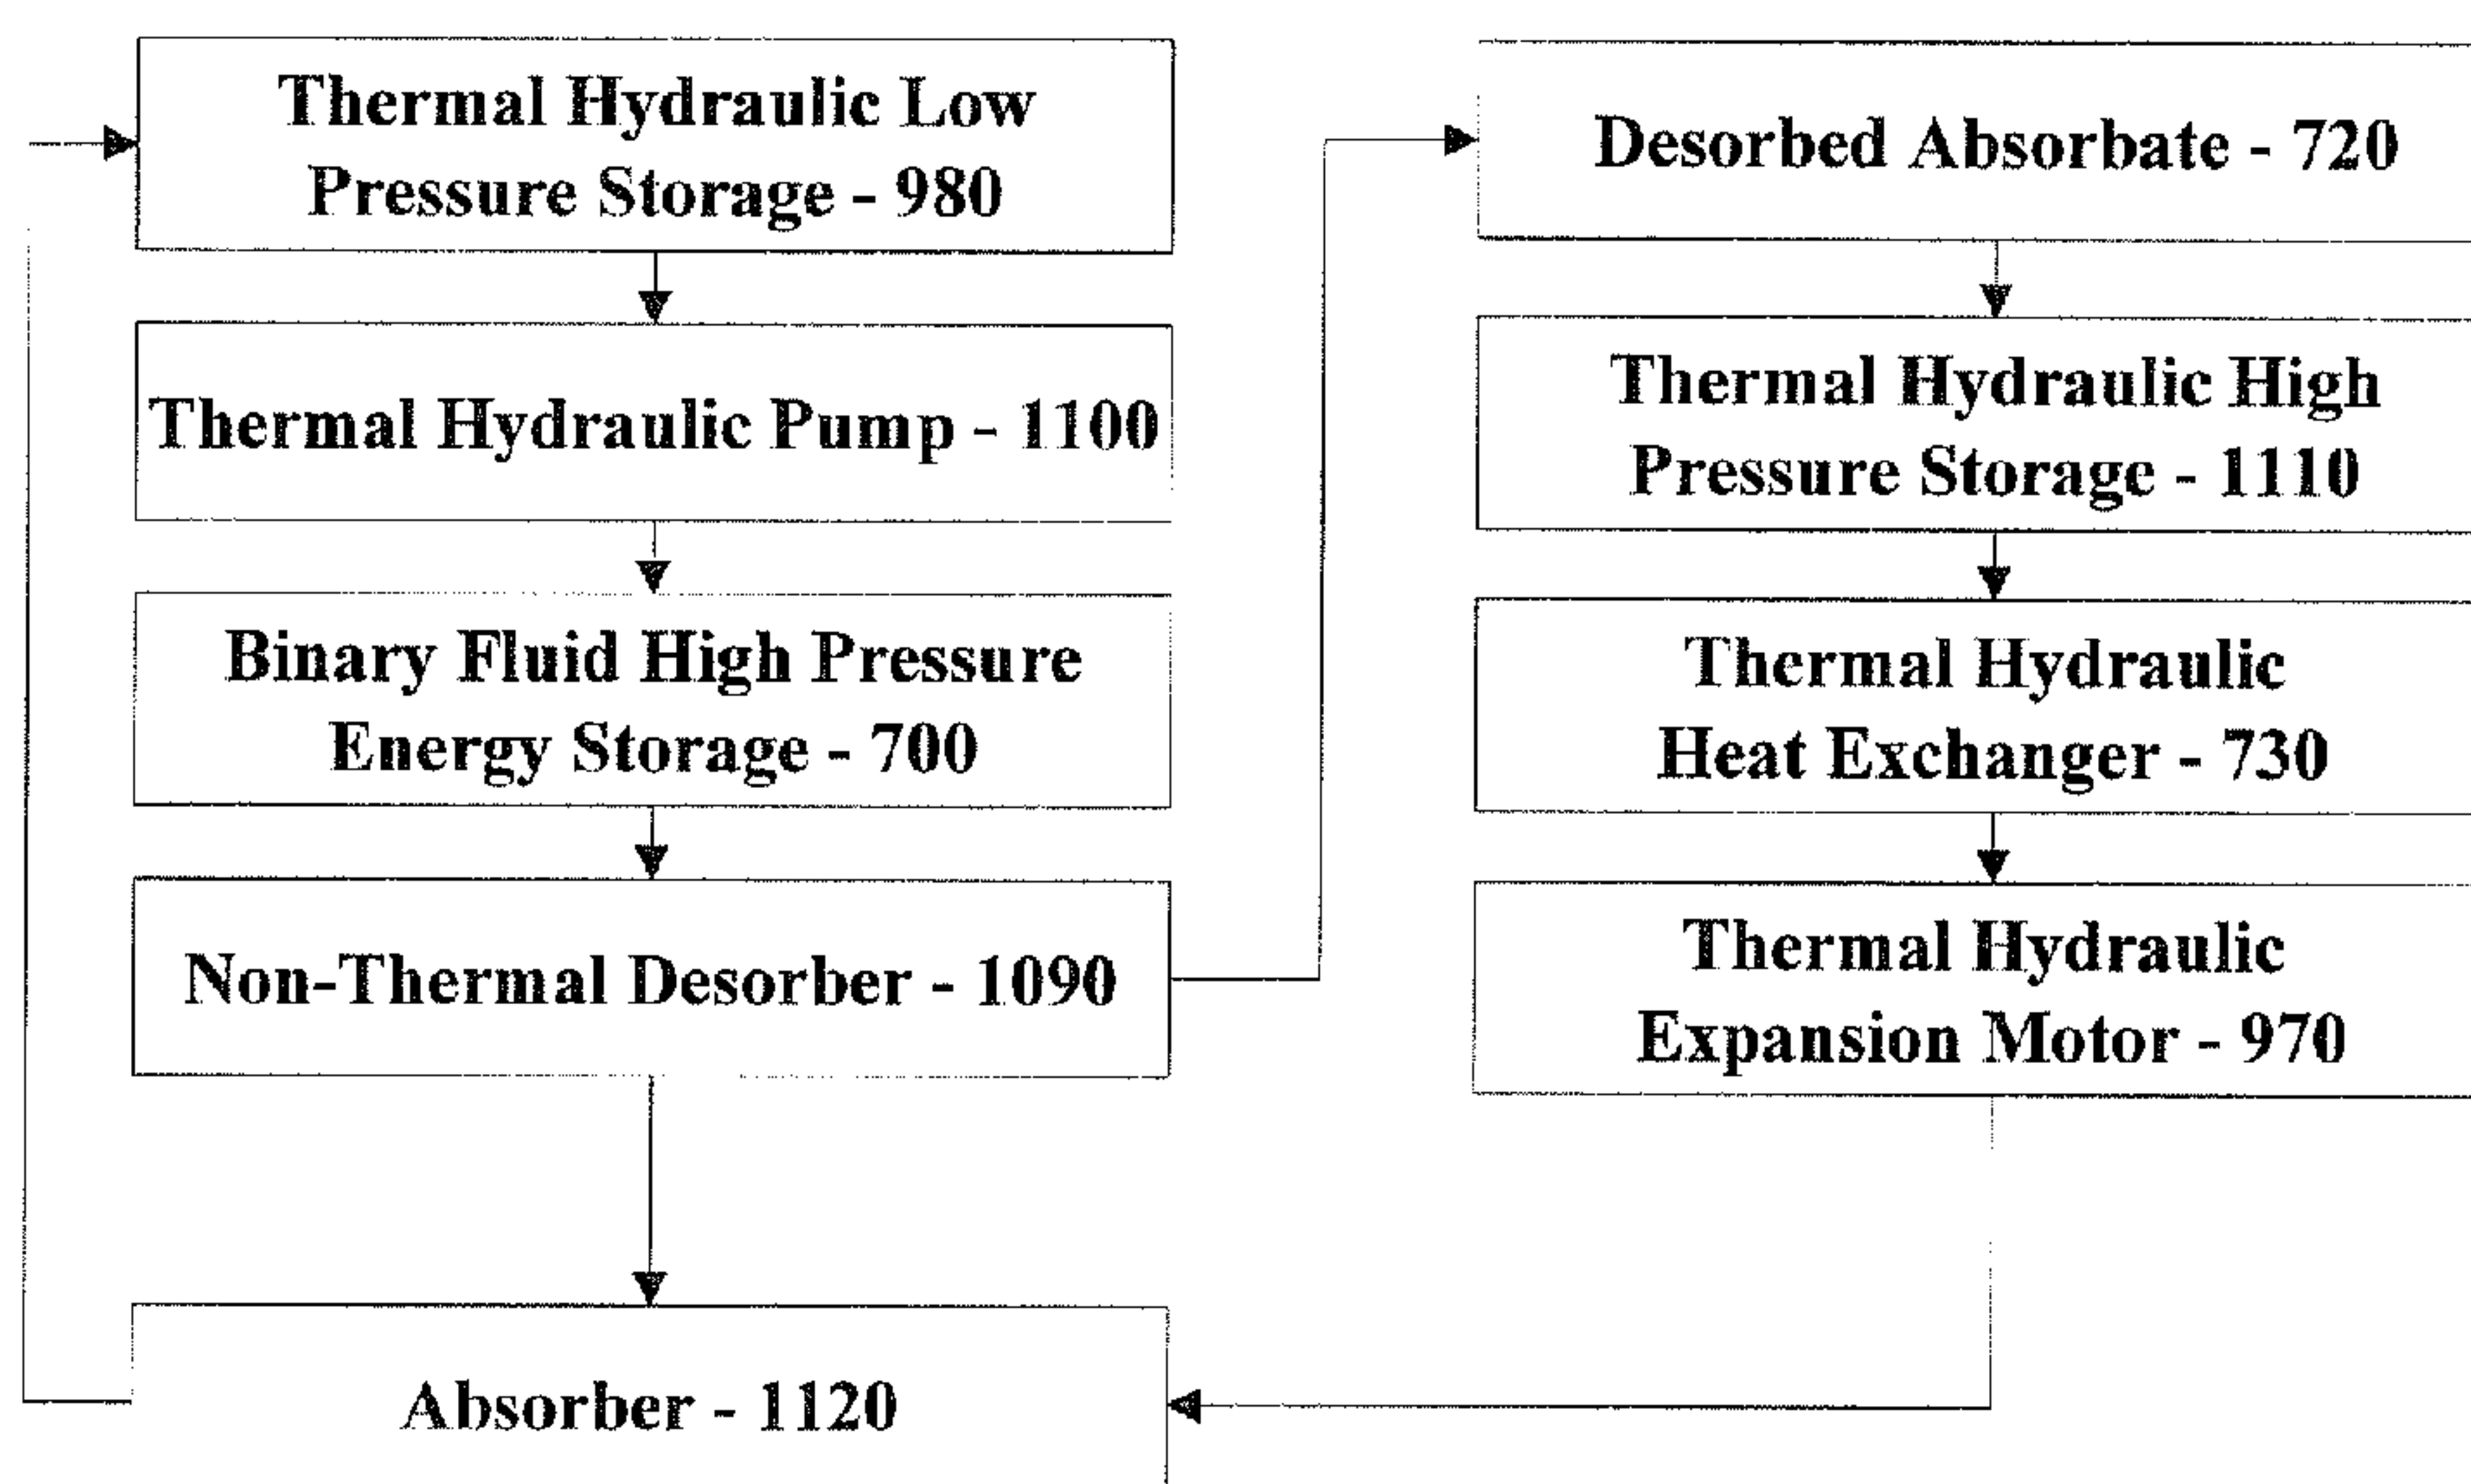 Thermal Hydraulic Low
Pressure Storage - 980
Thermal Hydraulic Pump - 1100
Binary Fluid High Pressure
Energy Storage - 700
Non-Thermal Desorber - 1090
Absorber - 1120
Desorbed Absorbate - 720
Thermal Hydraulic High
Pressure Storage - 1110
Thermal Hydraulic
Heat Exchanger - 730
Thermal Hydraulic
Expansion Motor - 970